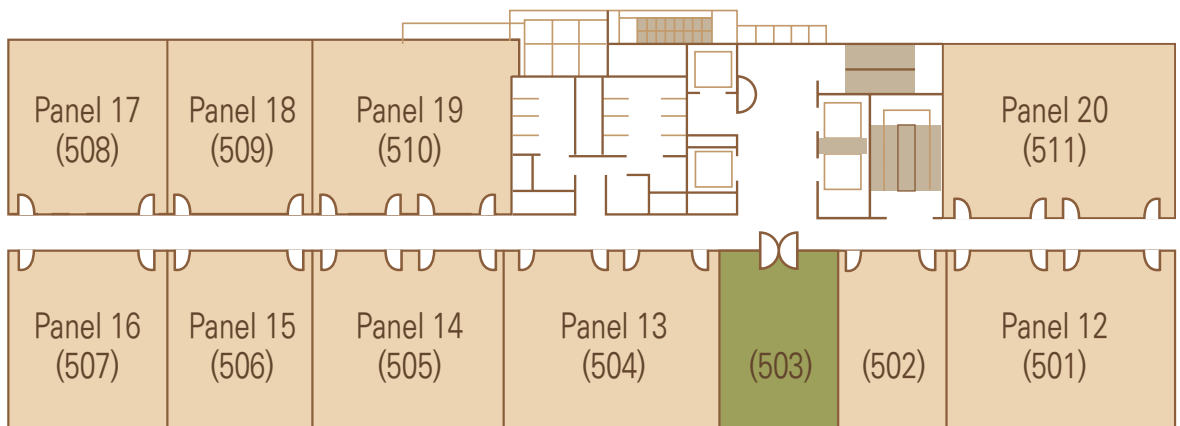 Panel 17
(508)
Panel 18
(509)
Panel 19
(510)
Panel 20
(511)
Panel 16
(507)
Panel 15
(506)
Panel 14
(505)
Panel 13
(504)
(503)
(502)
Panel 12
(501)